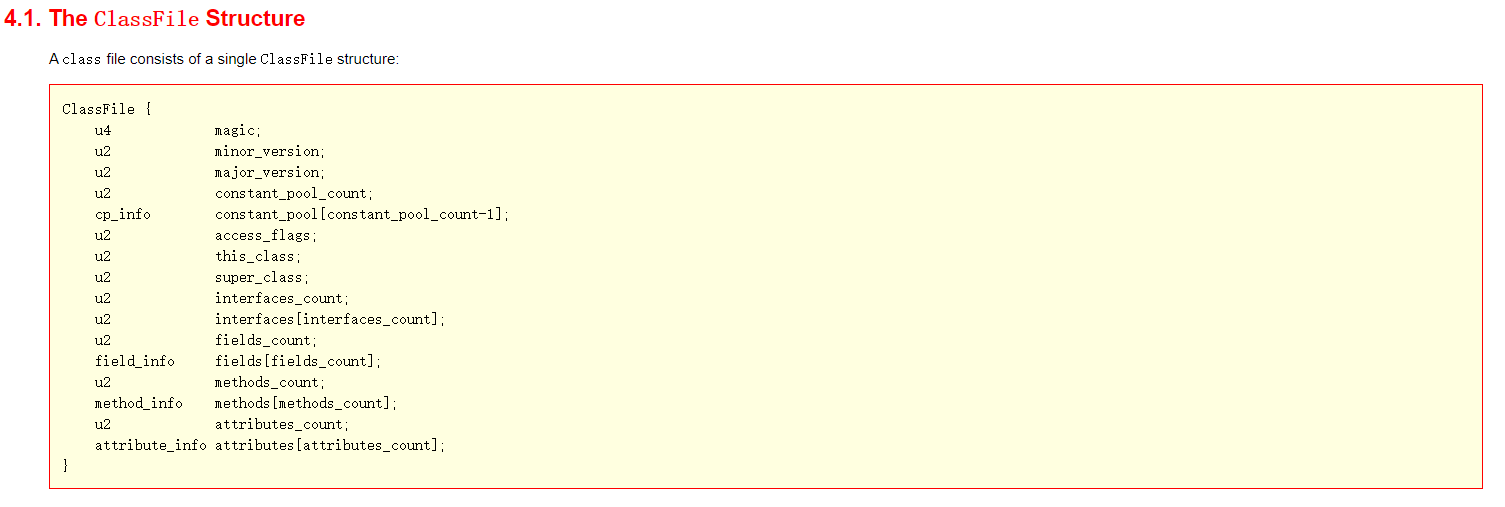 4.1. The ClassFile Structure
A class file consists of a single ClassFile structure:
ClassFile {
    u4             magic;
    u2             minor_version;
    u2             major_version;
    u2             constant_pool_count;
    cp_info        constant_pool[constant_pool_count-1];
    u2             access_flags;
    u2             this_class;
    u2             super_class;
    u2             interfaces_count;
    u2             interfaces[interfaces_count];
    u2             fields_count;
    field_info     fields[fields_count];
    u2             methods_count;
    method_info    methods[methods_count];
    u2             attributes_count;
    attribute_info attributes[attributes_count];
}